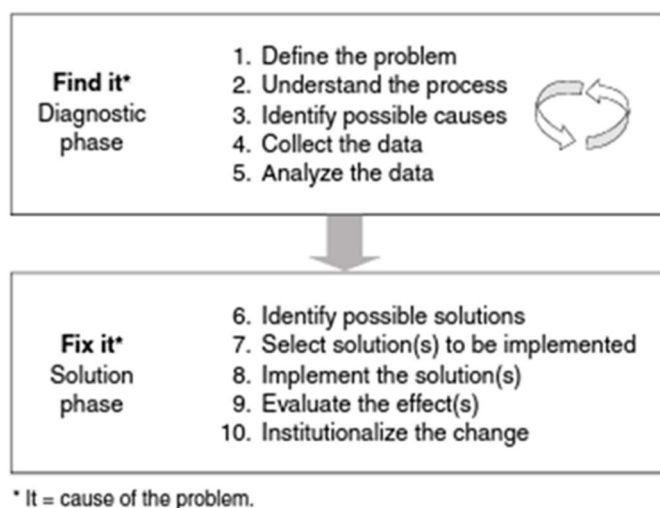 Find it*
Diagnostic
phase
1. Define the problem
2. Understand the process
3. Identify possible causes
4. Collect the data
5. Analyze the data
Fix it*
Solution
phase
6. Identify possible solutions
7. Select solution(s) to be implemented
8. Implement the solution(s)
9. Evaluate the effect(s)
10. Institutionalize the change
* It = cause of the problem.